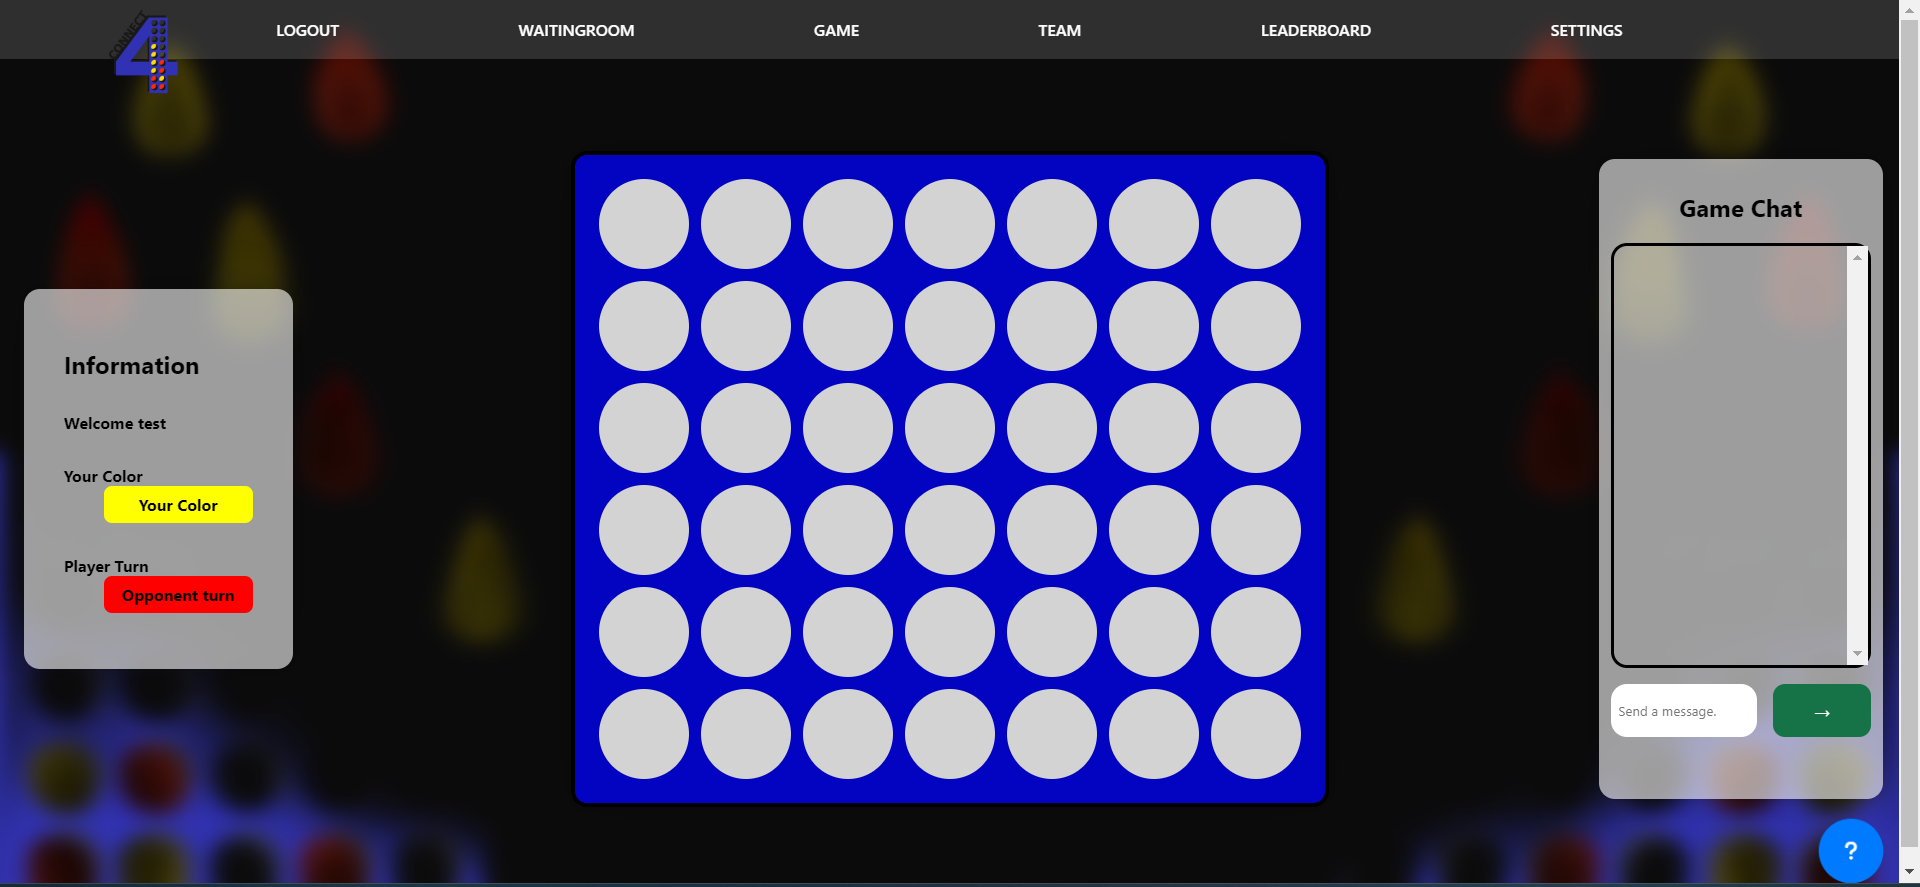 CONNECT
4
LOGOUT
WAITINGROOM
GAME
TEAM
LEADERBOARD
SETTINGS
Information
Welcome test
Your Color
Your Color
Player Turn
Opponent turn
Game Chat
Send a message.
→
?